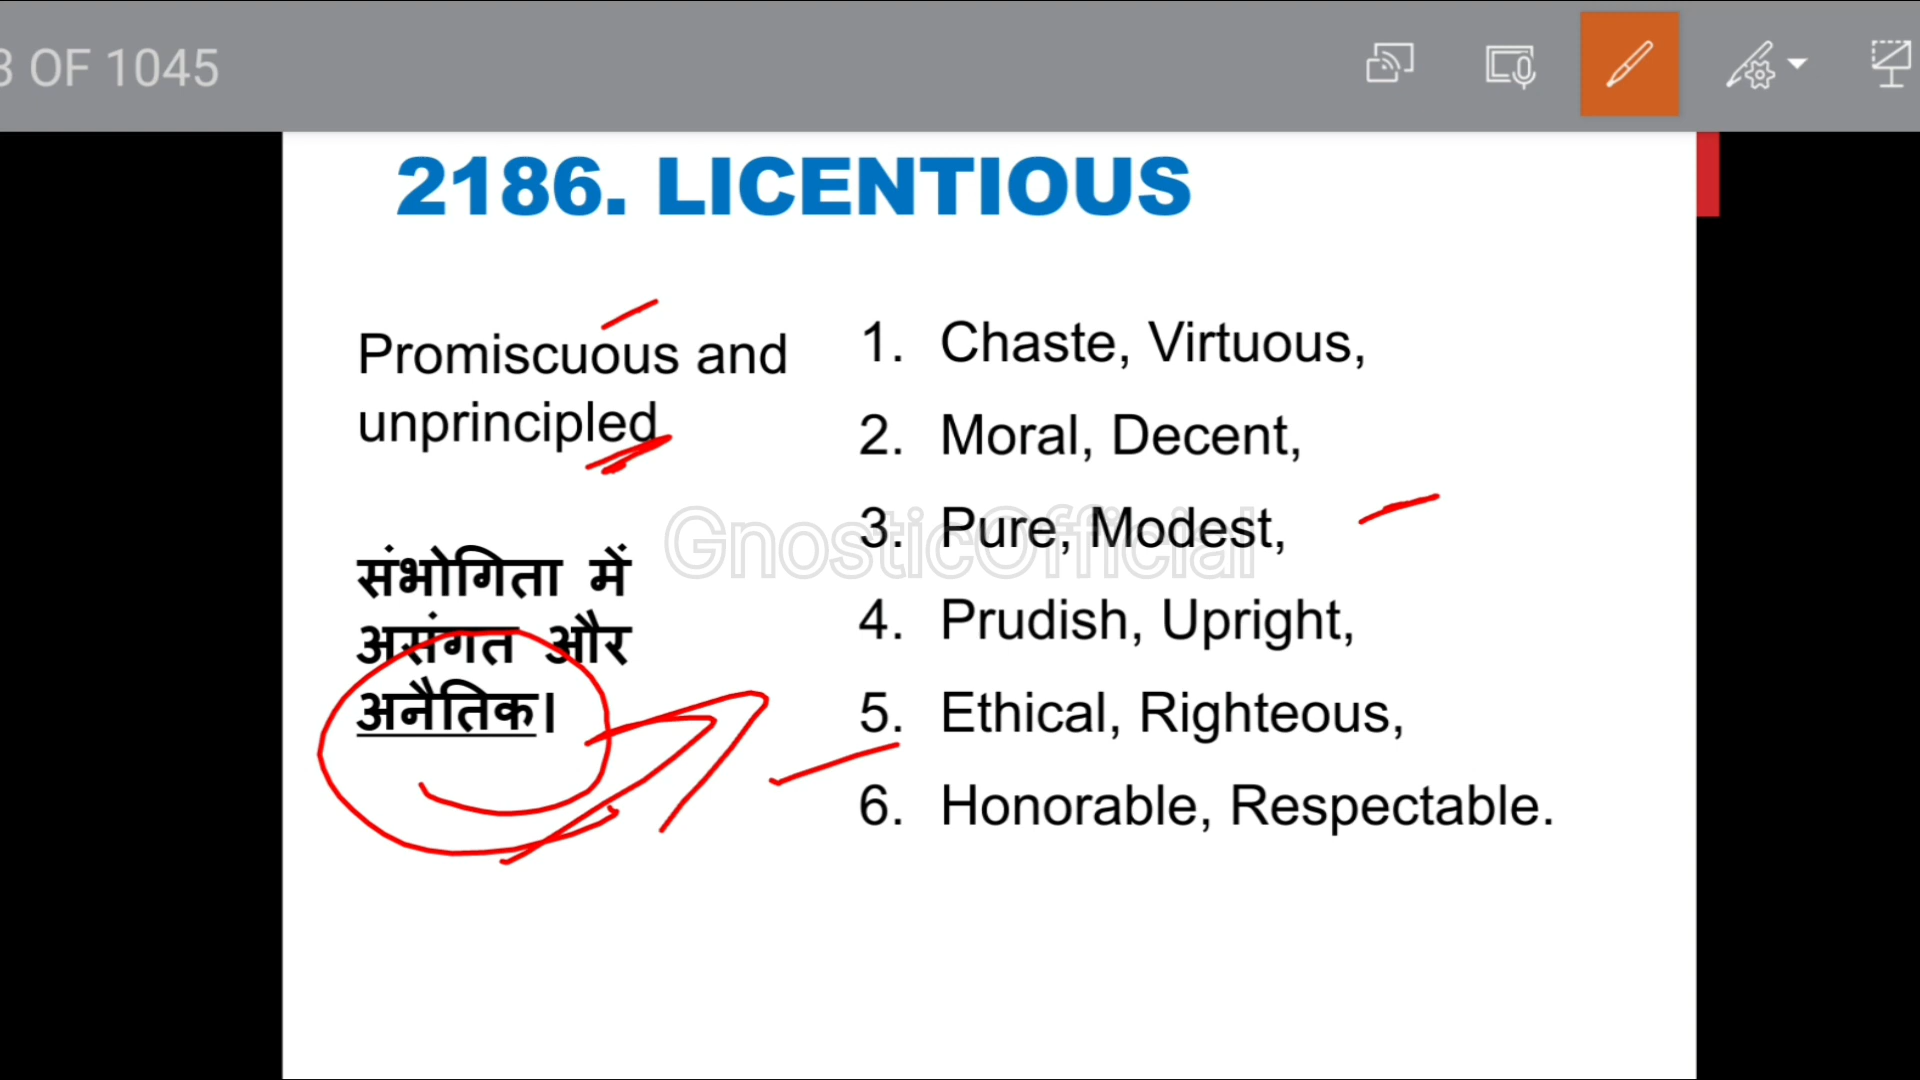 3 OF 1045
2186. LICENTIOUS
Promiscuous and
unprincipled
संभोगिता में
असंगत और
अनैतिक।
1. Chaste, Virtuous,
2. Moral, Decent,
3. Pure, Modest,
4. Prudish, Upright,
5. Ethical, Righteous,
6. Honorable, Respectable.
GnosticOfficial